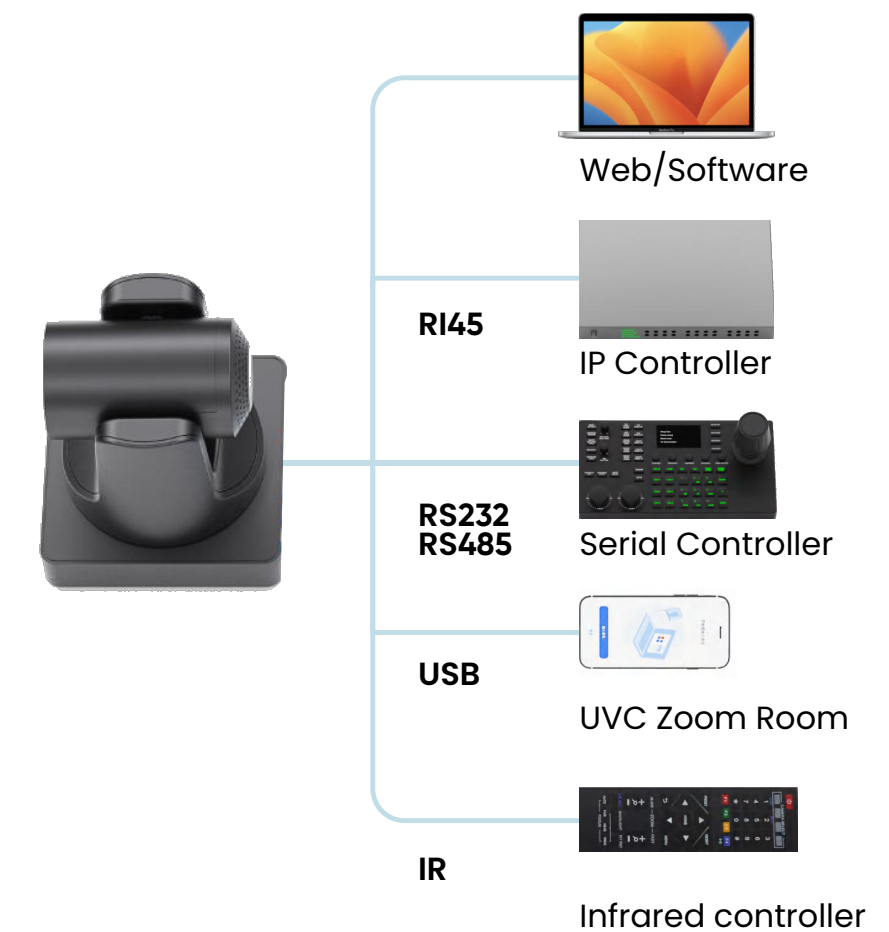 Web/Software
RI45
IP Controller
RS232
RS485
Serial Controller
USB
UVC Zoom Room
IR
Infrared controller